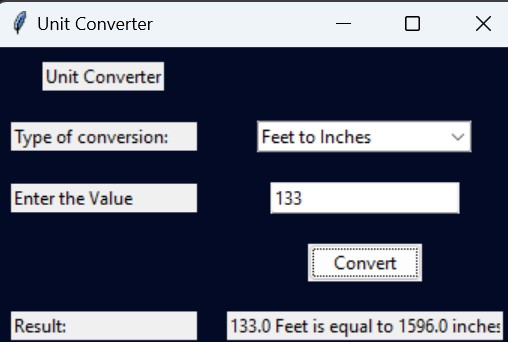 Unit Converter
Unit Converter
Type of conversion:
Feet to Inches
Enter the Value
133
Convert
Result:
133.0 Feet is equal to 1596.0 inches